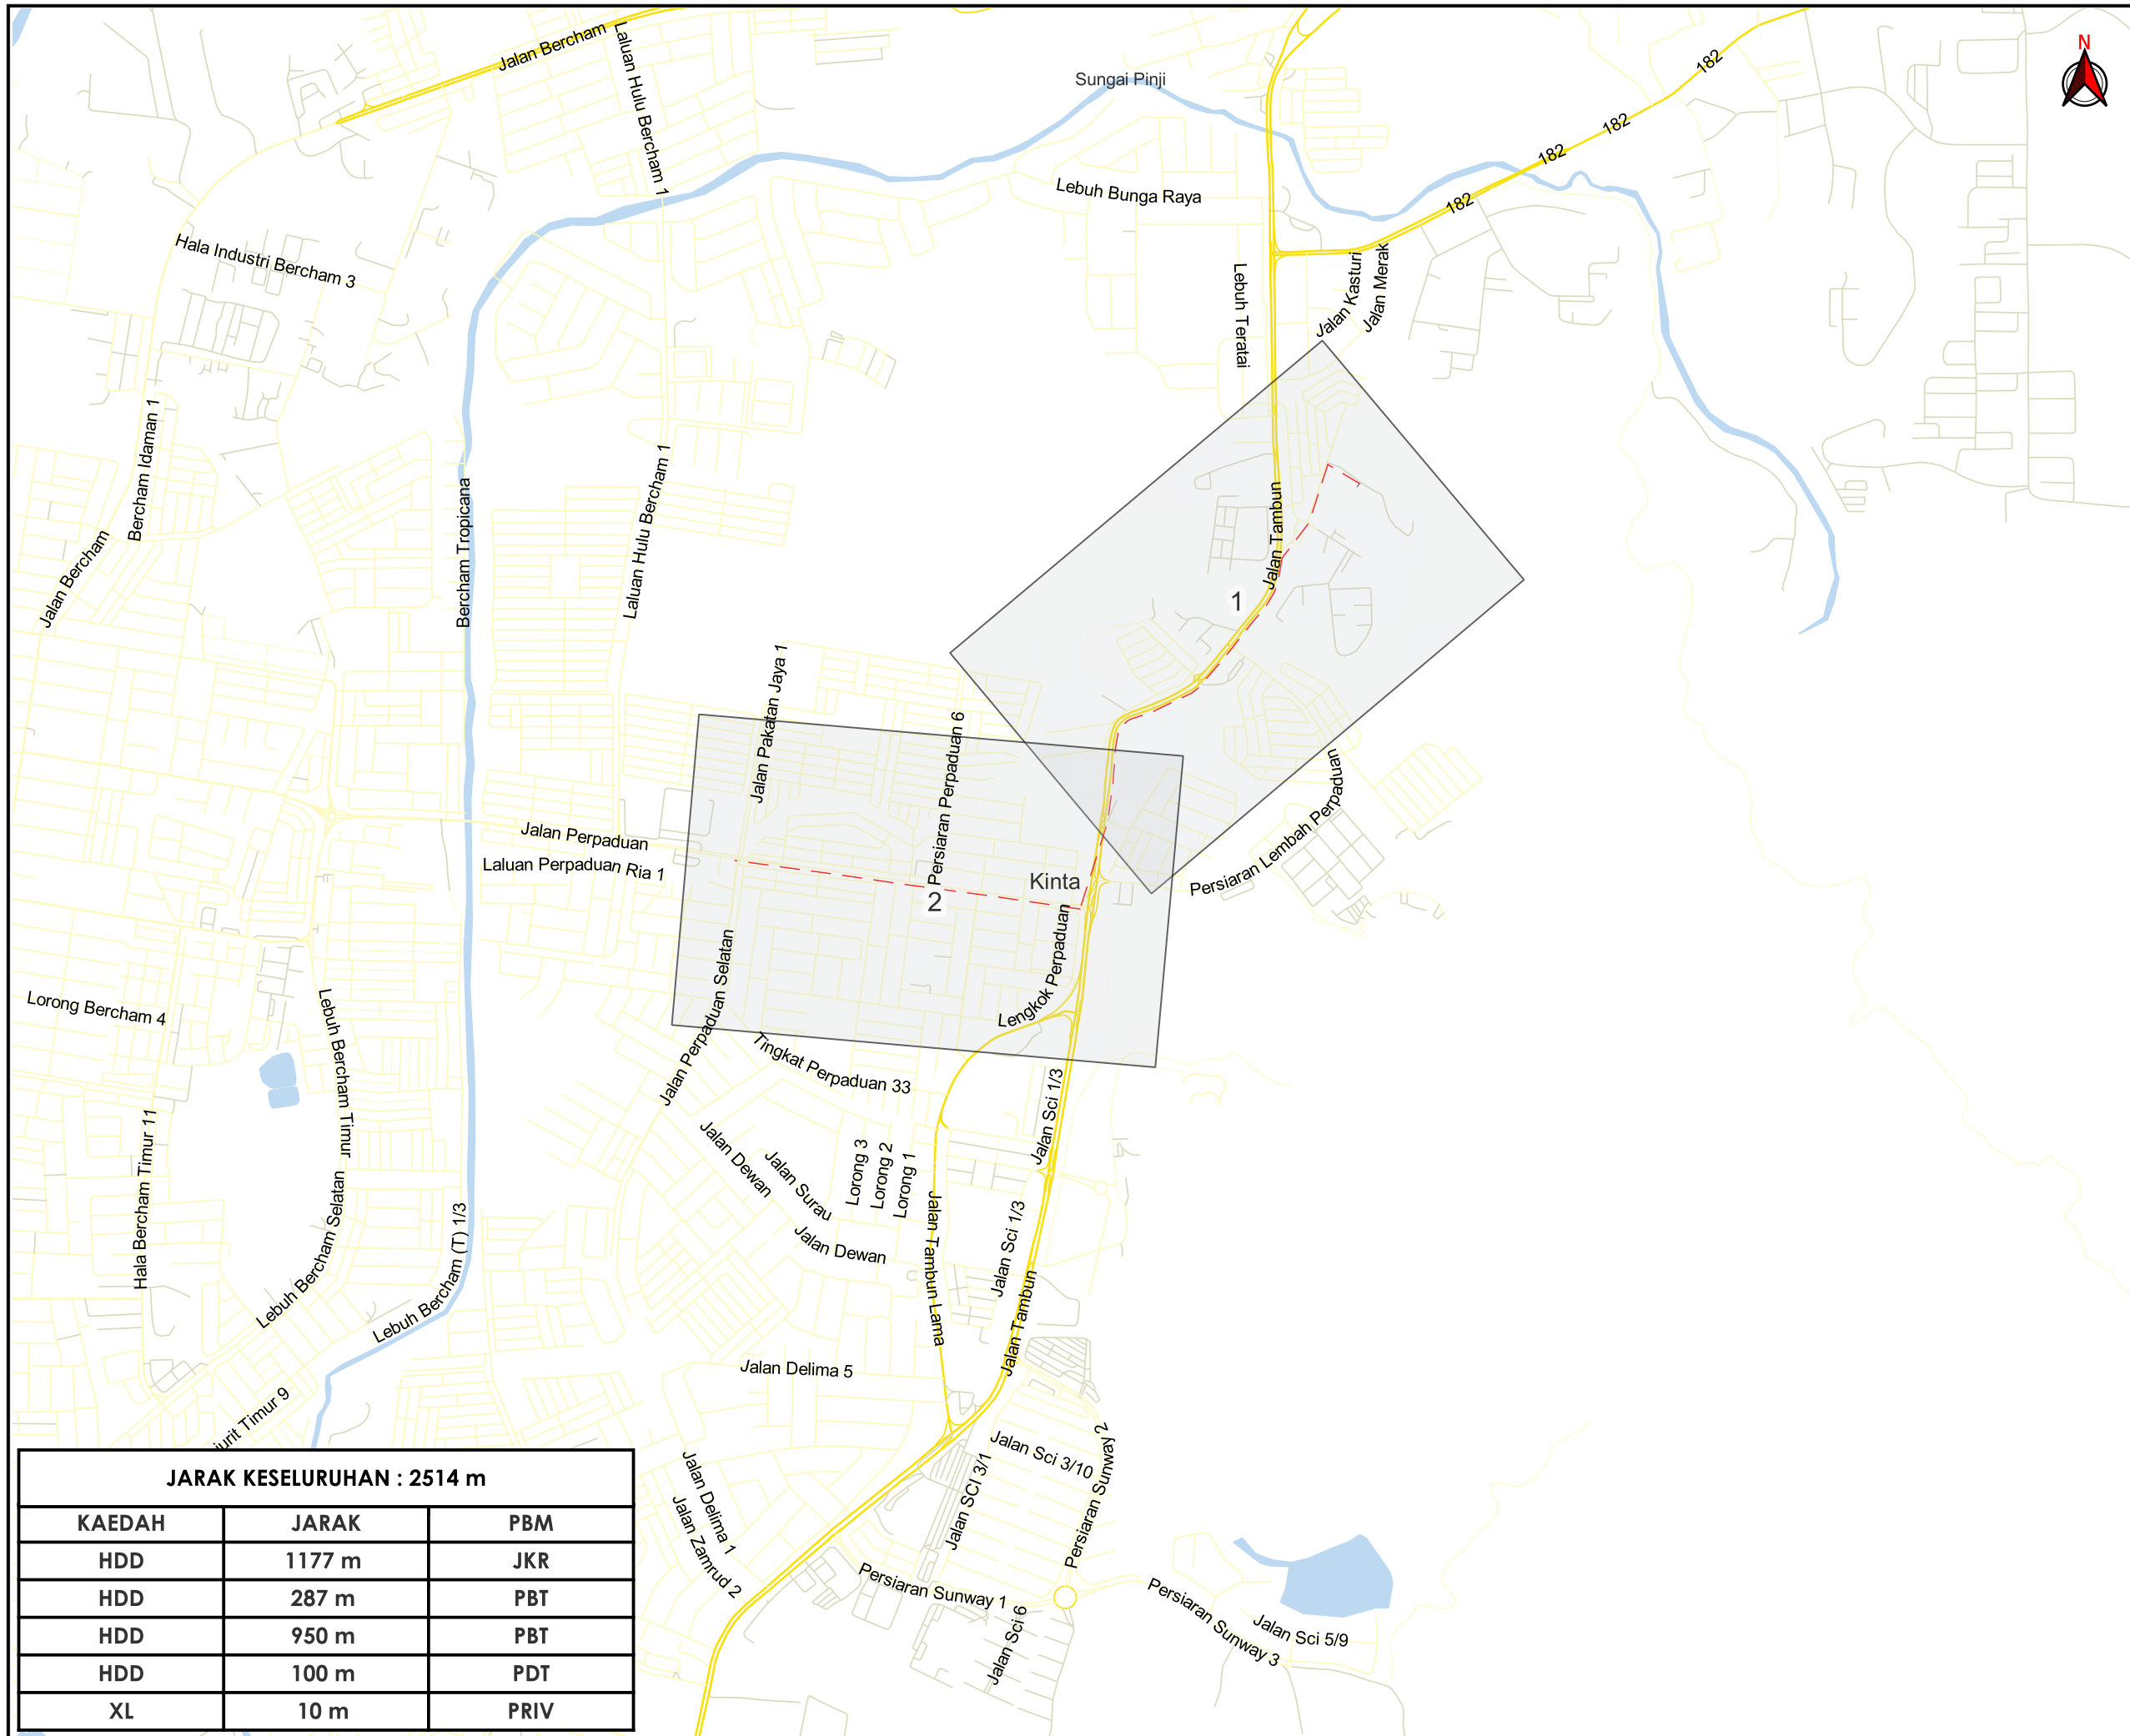 Jalan Bercham
Laluan Hulu Bercham 1
Sungai Pinji
182
182
182
182
N
Lebuh Bunga Raya
Hala Industri Bercham 3
Lebuh Teratai
Jalan Kasturi
Jalan Merak
Bercham Idaman 1
Jalan Bercham
Bercham Tropicana
Laluan Hulu Bercham 1
Jalan Tambun
1
Jalan Pakatan Jaya 1
Persiaran Perpaduan 6
Jalan Perpaduan
Laluan Perpaduan Ria 1
Kinta
2
Persiaran Lembah Perpaduan
Lengkok Perpaduan
Jalan Perpaduan Selatan
Lorong Bercham 4
Lebuh Bercham Timur
Tingkat Perpaduan 33
Jalan Sci 1/3
Hala Bercham Timur 11
Jalan Dewan
Jalan Surau
Lorong 3
Lorong 2
Lorong 1
Lebuh Bercham Selatan
Lebuh Bercham (T) 1/3
Jalan Dewan
Jalan Tambun Lama
Jalan Sci 1/3
Jalan Tambun
Jalan Delima 5
jurit Timur 9
Jalan Sci 3/10
Persiaran Sunway 2
Jalan SCI 3/1
Jalan Delima 1
Jalan Zamrud 2
Persiaran Sunway 1
Jalan Sci 6
Persiaran Sunway 3
Jalan Sci 5/9
JARAK KESELURUHAN : 2514 m
KAEDAH JARAK PBM
HDD 1177 m JKR
HDD 287 m PBT
HDD 950 m PBT
HDD 100 m PDT
XL 10 m PRIV